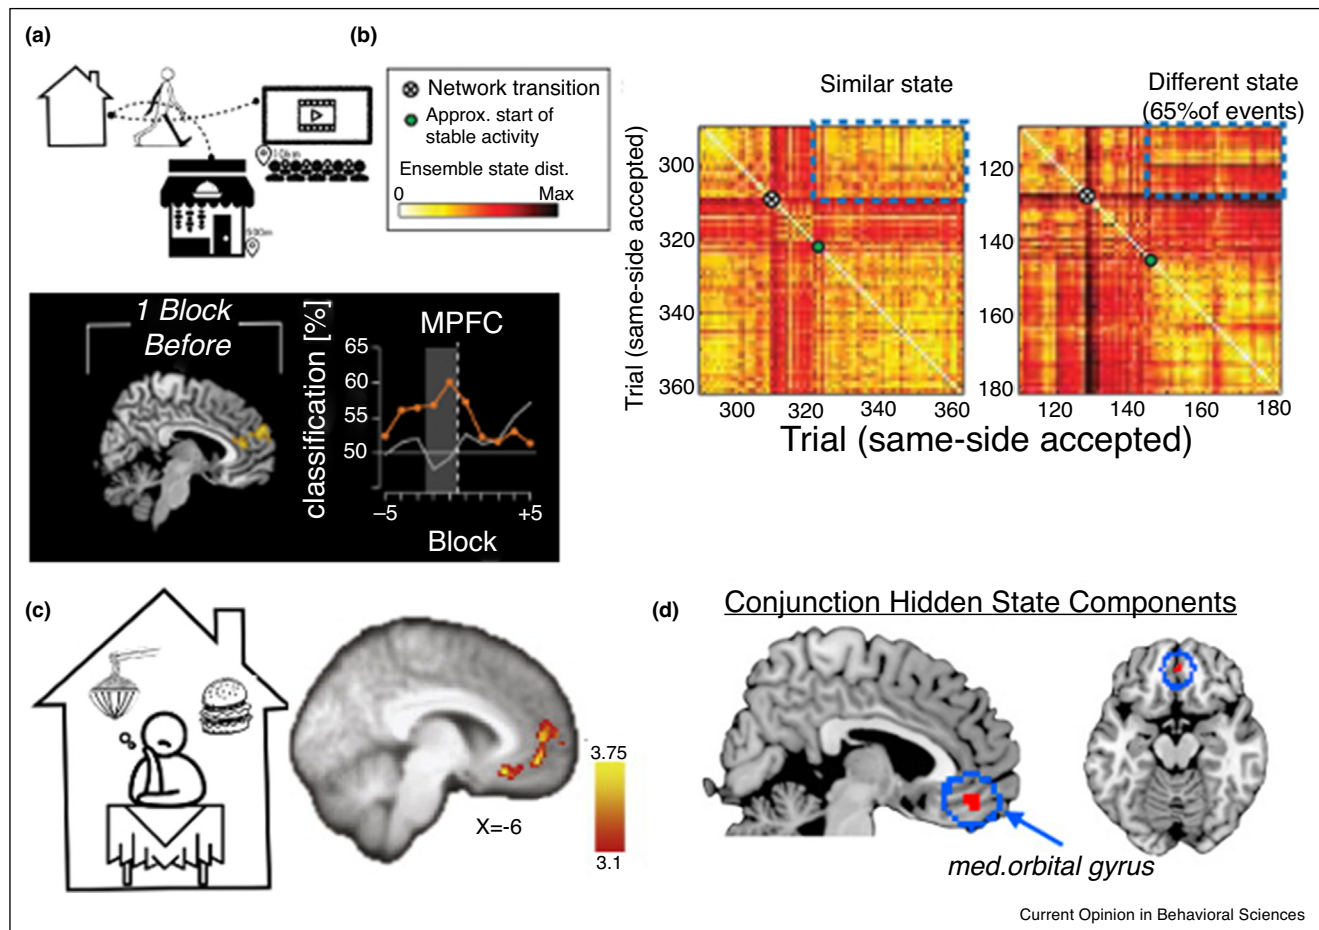 (a)
10km
500m
1 Block
Before
classification [%]
MPFC
65
60
55
50
–5
+5
Block
(b)
Network transition
Approx. start of
stable activity
Ensemble state dist.
0
Max
Similar state
Different state
(65%of events)
Trial (same-side accepted)
300
320
340
360
300
320
340
360
120
140
160
180
120
140
160
180
Trial (same-side accepted)
(c)
X=-6
3.75
3.1
(d)
Conjunction Hidden State Components
med.orbital gyrus
Current Opinion in Behavioral Sciences